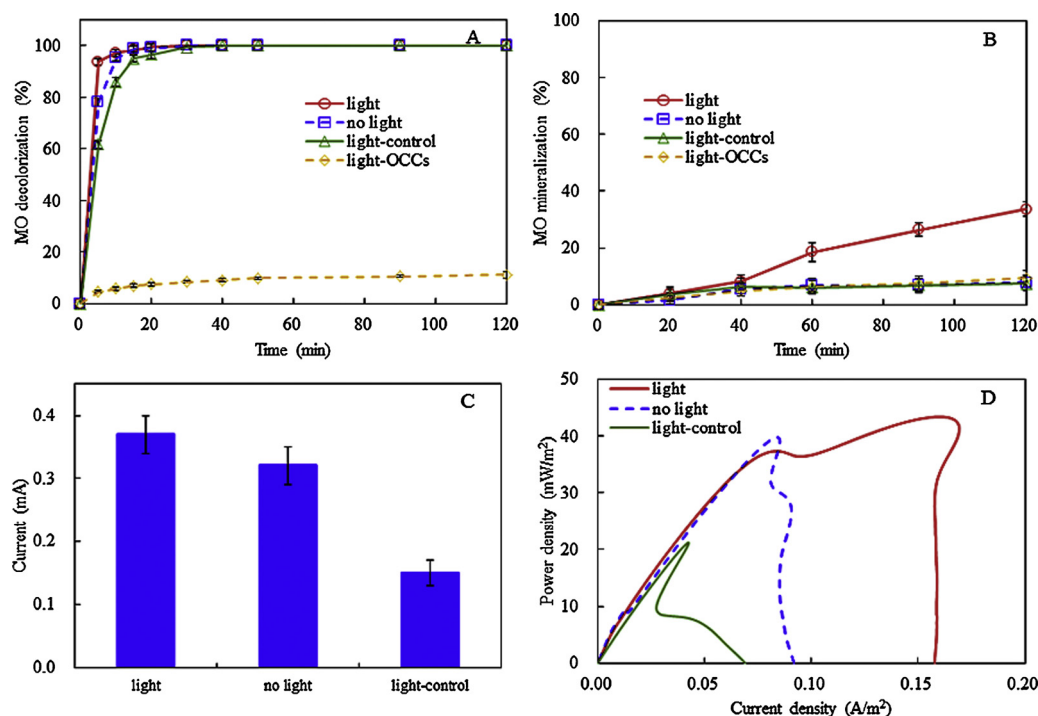 A
MO decolorization (%)
100
80
60
40
20
0
light
no light
light-control
light-OCCs
0 20 40 60 80 100 120
Time (min)
B
MO mineralization (%)
100
80
60
40
20
0
light
no light
light-control
light-OCCs
0 20 40 60 80 100 120
Time (min)
C
Current (mA)
0.4
0.3
0.2
0.1
0.0
light no light light-control
D
Power density (mW/m²)
50
40
30
20
10
0
light
no light
light-control
0.00 0.05 0.10 0.15 0.20
Current density (A/m²)